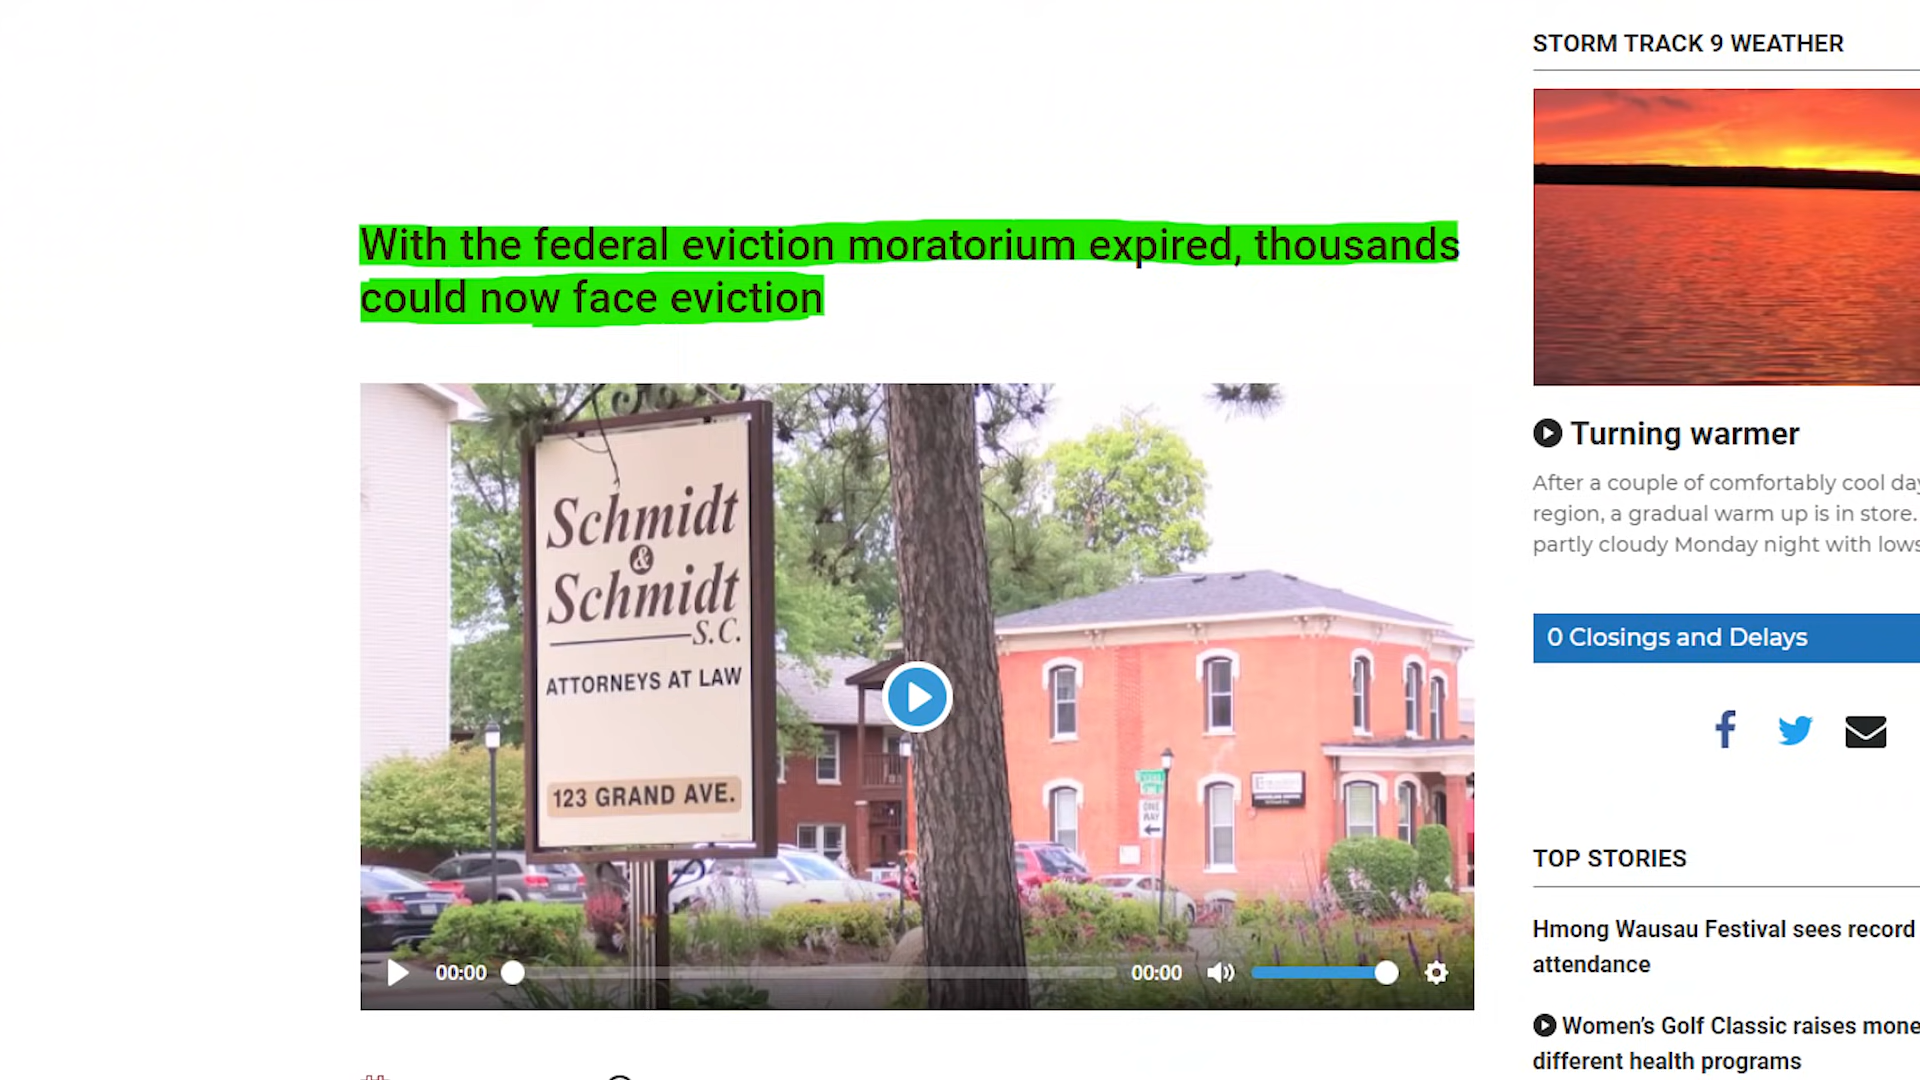 STORM TRACK 9 WEATHER
With the federal eviction moratorium expired, thousands
could now face eviction
Schmidt
&
Schmidt
S.C.
ATTORNEYS AT LAW
123 GRAND AVE.
ONE
WAY
00:00
00:00
Turning warmer
After a couple of comfortably cool day
region, a gradual warm up is in store.
partly cloudy Monday night with lows
0 Closings and Delays
TOP STORIES
Hmong Wausau Festival sees record
attendance
Women's Golf Classic raises mone
different health programs